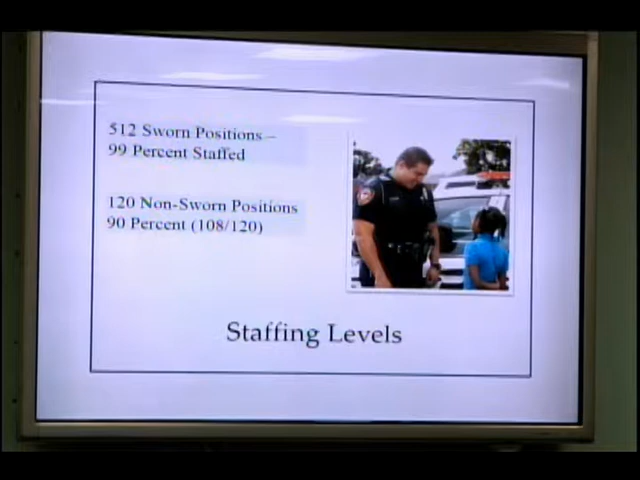 512 Sworn Positions –
99 Percent Staffed
120 Non-Sworn Positions
90 Percent (108/120)
Staffing Levels